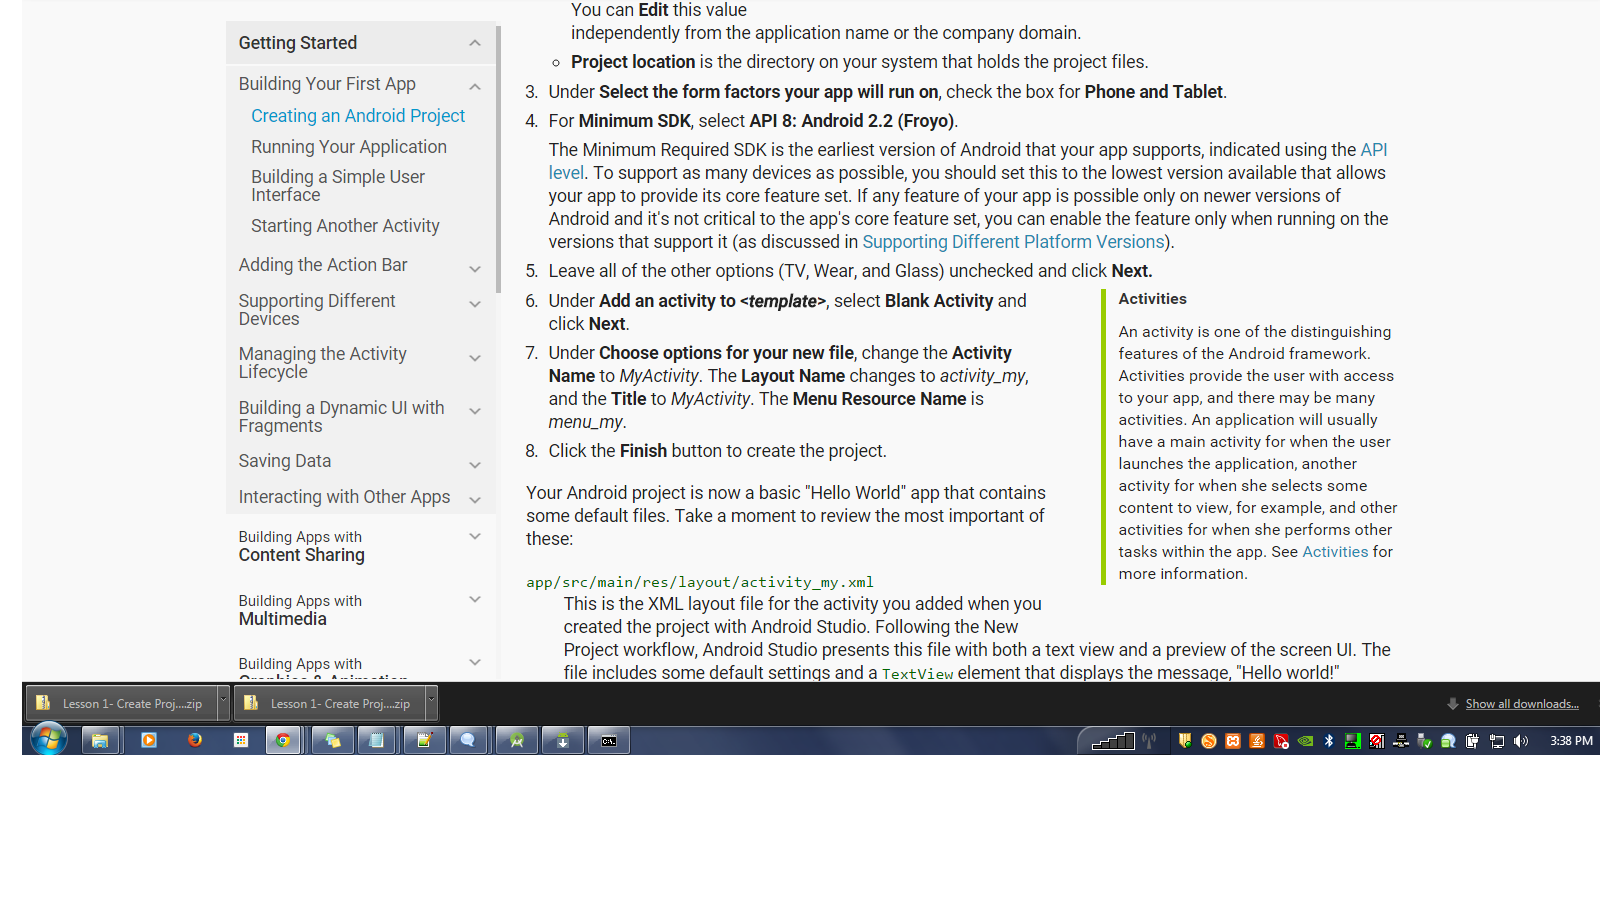 Getting Started
Building Your First App
Creating an Android Project
Running Your Application
Building a Simple User
Interface
Starting Another Activity
Adding the Action Bar
Supporting Different
Devices
Managing the Activity
Lifecycle
Building a Dynamic UI with
Fragments
Saving Data
Interacting with Other Apps
Building Apps with
Content Sharing
Building Apps with
Multimedia
Building Apps with
Graphics & Animation
You can Edit this value
independently from the application name or the company domain.
Project location is the directory on your system that holds the project files.
3. Under Select the form factors your app will run on, check the box for Phone and Tablet.
4. For Minimum SDK, select API 8: Android 2.2 (Froyo).
The Minimum Required SDK is the earliest version of Android that your app supports, indicated using the API
level. To support as many devices as possible, you should set this to the lowest version available that allows
your app to provide its core feature set. If any feature of your app is possible only on newer versions of
Android and it's not critical to the app's core feature set, you can enable the feature only when running on the
versions that support it (as discussed in Supporting Different Platform Versions).
5. Leave all of the other options (TV, Wear, and Glass) unchecked and click Next.
6. Under Add an activity to <template>, select Blank Activity and
click Next.
7. Under Choose options for your new file, change the Activity
Name to MyActivity. The Layout Name changes to activity_my,
and the Title to MyActivity. The Menu Resource Name is
menu_my.
8. Click the Finish button to create the project.
Your Android project is now a basic "Hello World" app that contains
some default files. Take a moment to review the most important of
these:
app/src/main/res/layout/activity_my.xml
This is the XML layout file for the activity you added when you
created the project with Android Studio. Following the New
Project workflow, Android Studio presents this file with both a text view and a preview of the screen UI. The
file includes some default settings and a TextView element that displays the message, "Hello world!"
Activities
An activity is one of the distinguishing
features of the Android framework.
Activities provide the user with access
to your app, and there may be many
activities. An application will usually
have a main activity for when the user
launches the application, another
activity for when she selects some
content to view, for example, and other
activities for when she performs other
tasks within the app. See Activities for
more information.
Lesson 1- Create Proj....zip
Lesson 1- Create Proj....zip
Show all downloads...
3:38 PM